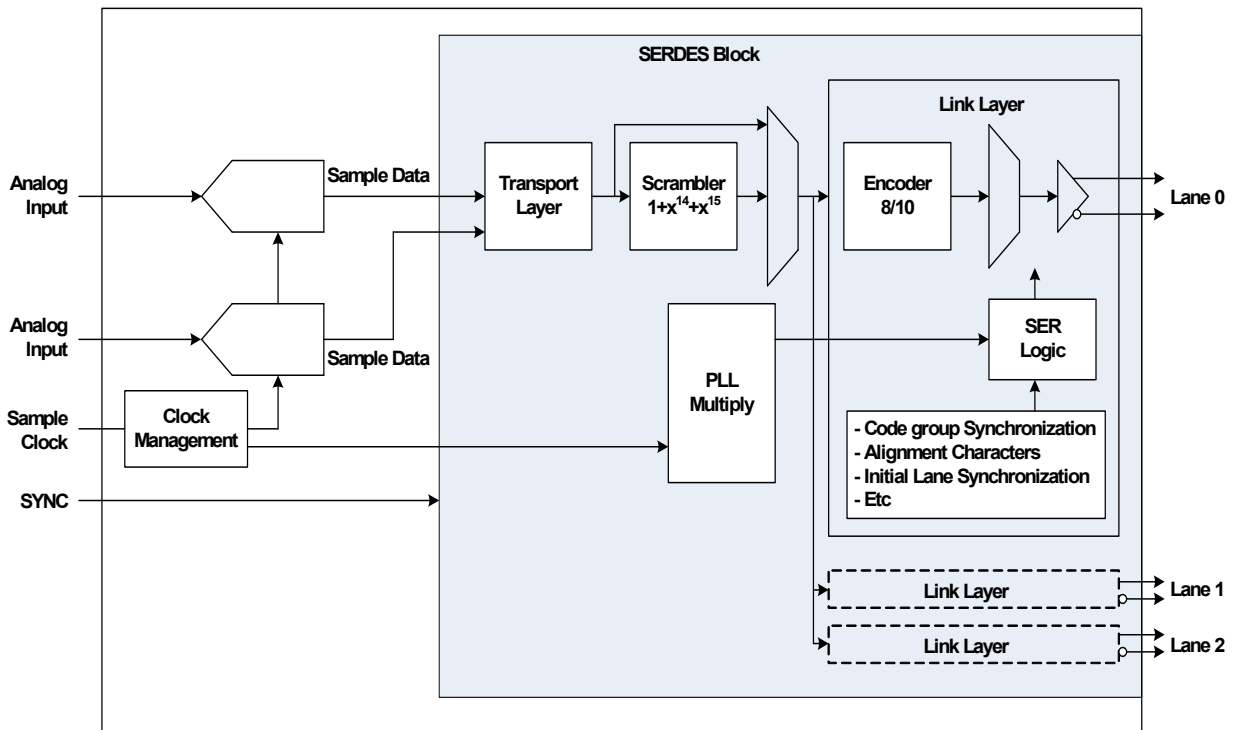 SERDES Block
Link Layer
Analog
Input
Sample Data
Transport
Layer
Scrambler
1+x^14+x^15
Encoder
8/10
Lane 0
Analog
Input
Sample Data
PLL
Multiply
SER
Logic
Sample
Clock
Clock
Management
- Code group Synchronization
- Alignment Characters
- Initial Lane Synchronization
- Etc
SYNC
Link Layer
Lane 1
Link Layer
Lane 2